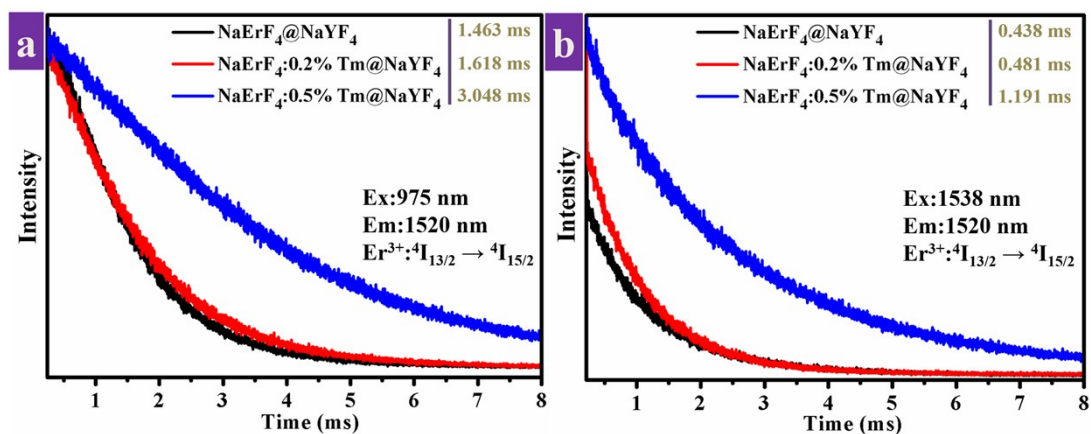 a
NaErF₄@NaYF₄ 1.463 ms
NaErF₄:0.2% Tm@NaYF₄ 1.618 ms
NaErF₄:0.5% Tm@NaYF₄ 3.048 ms
Ex:975 nm
Em:1520 nm
Er³⁺:⁴I₁₃/₂ → ⁴I₁₅/₂
Intensity
1 2 3 4 5 6 7 8
Time (ms)
b
NaErF₄@NaYF₄ 0.438 ms
NaErF₄:0.2% Tm@NaYF₄ 0.481 ms
NaErF₄:0.5% Tm@NaYF₄ 1.191 ms
Ex:1538 nm
Em:1520 nm
Er³⁺:⁴I₁₃/₂ → ⁴I₁₅/₂
Intensity
1 2 3 4 5 6 7 8
Time (ms)